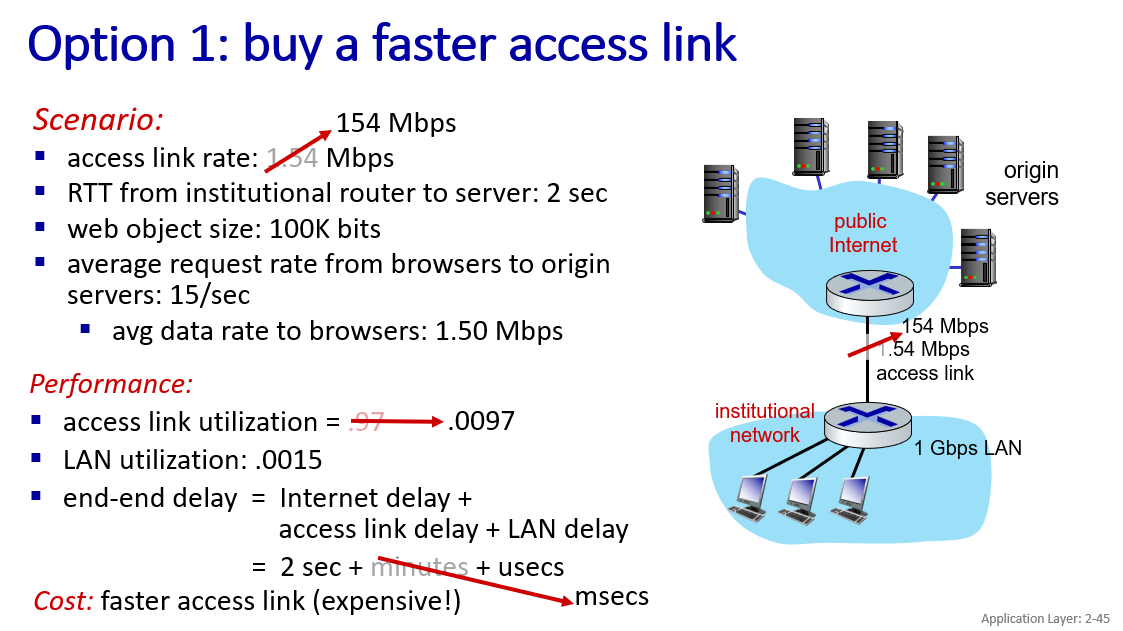 Option 1: buy a faster access link
Scenario:
154 Mbps
▪ access link rate: 1.54 Mbps
▪ RTT from institutional router to server: 2 sec
▪ web object size: 100K bits
▪ average request rate from browsers to origin
servers: 15/sec
▪ avg data rate to browsers: 1.50 Mbps
Performance:
▪ access link utilization = .97 .0097
▪ LAN utilization: .0015
▪ end-end delay = Internet delay +
access link delay + LAN delay
= 2 sec + minutes + usecs
msecs
Cost: faster access link (expensive!)
origin
servers
public
Internet
154 Mbps
1.54 Mbps
access link
institutional
network
1 Gbps LAN
Application Layer: 2-45